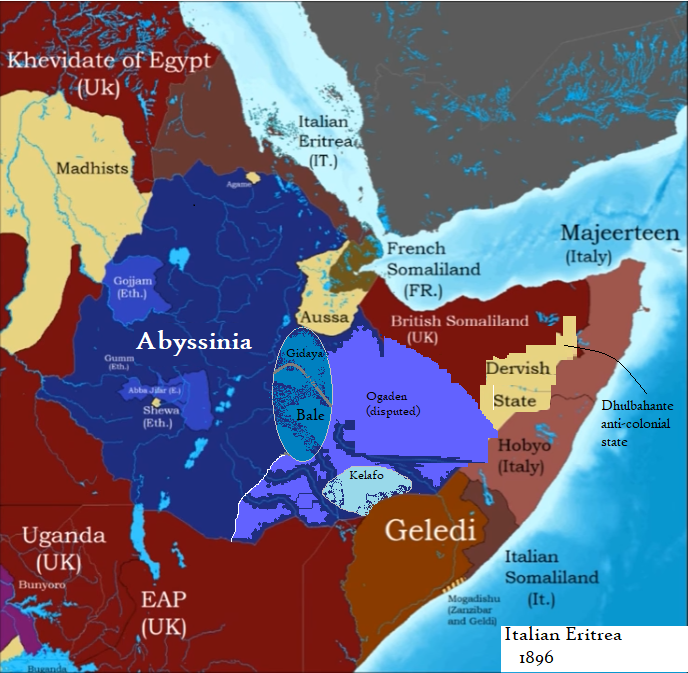 Khevidate of Egypt
(Uk)
Italian
Eritrea
(IT.)
Madhists
Agame
Majeerteen
(Italy)
French
Somaliland
(FR.)
Gojjam
(Eth.)
Aussa
British Somaliland
(UK)
Abyssinia
Gidaya
Gumm
(Eth.)
Dervish
State
Abba Jifar (E.)
Ogaden
(disputed)
Shewa
(Eth.)
Bale
Dhulbahante
anti-colonial
state
Hobyo
(Italy)
Kelafo
Geledi
Uganda
(UK)
Bunyoro
Italian
Somaliland
(It.)
EAP
(UK)
Mogadishu
(Zanzibar
and Geldi)
Italian Eritrea
1896
Buganda